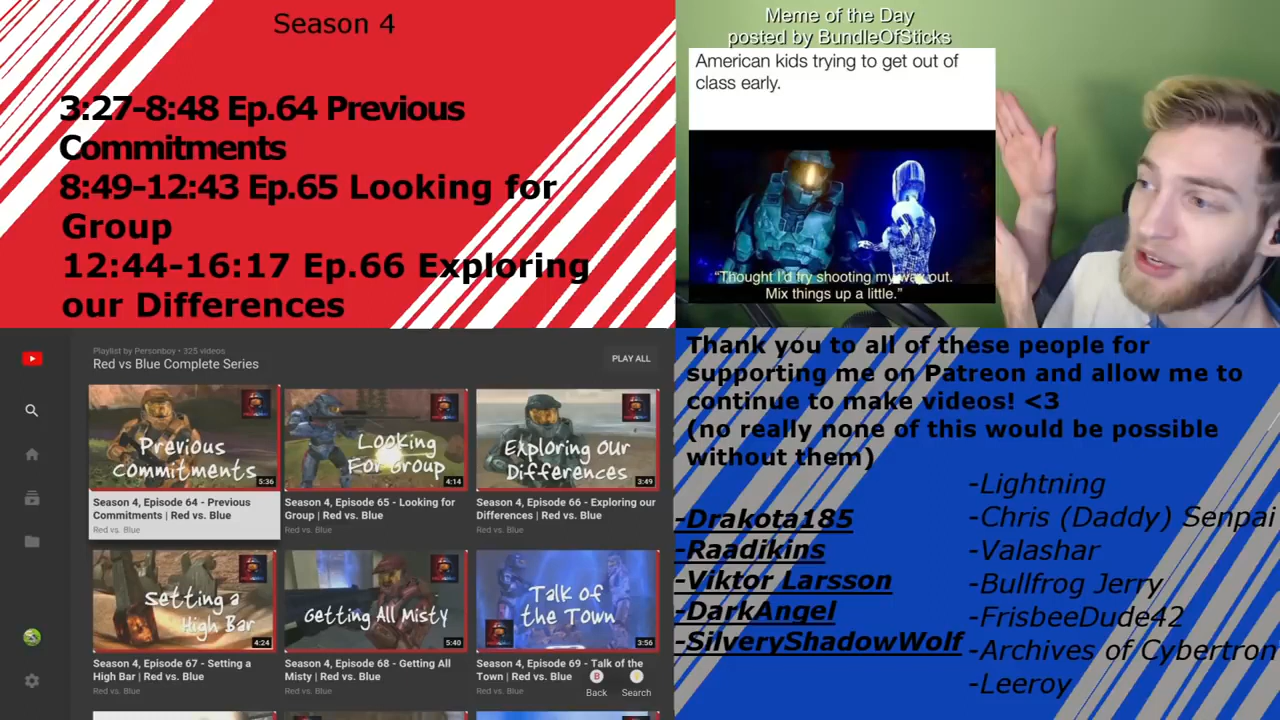 Season 4
3:27-8:48 Ep.64 Previous
Commitments
8:49-12:43 Ep.65 Looking for
Group
12:44-16:17 Ep.66 Exploring
our Differences
Meme of the Day
posted by BundleOfSticks
American kids trying to get out of
class early.
“Thought I'd try shooting my way out.
Mix things up a little.”
Playlist by Personboy • 325 videos
Red vs Blue Complete Series
PLAY ALL
Previous
Commitments
5:36
Season 4, Episode 64 - Previous
Commitments | Red vs. Blue
Red vs. Blue
Looking
For Group
4:14
Season 4, Episode 65 - Looking for
Group | Red vs. Blue
Red vs. Blue
Exploring Our
Differences
3:49
Season 4, Episode 66 - Exploring our
Differences | Red vs. Blue
Red vs. Blue
Setting a
High Bar
4:24
Season 4, Episode 67 - Setting a
High Bar | Red vs. Blue
Red vs. Blue
Getting All Misty
5:40
Season 4, Episode 68 - Getting All
Misty | Red vs. Blue
Red vs. Blue
Talk of
the Town
3:56
Season 4, Episode 69 - Talk of the
Town | Red vs. Blue
Red vs. Blue
B
Back
Y
Search
Thank you to all of these people for
supporting me on Patreon and allow me to
continue to make videos! <3
(no really none of this would be possible
without them)
-Drakota185
-Raadikins
-Viktor Larsson
-DarkAngel
-SilveryShadowWolf
-Lightning
-Chris (Daddy) Senpai
-Valashar
-Bullfrog Jerry
-FrisbeeDude42
-Archives of Cybertron
-Leeroy